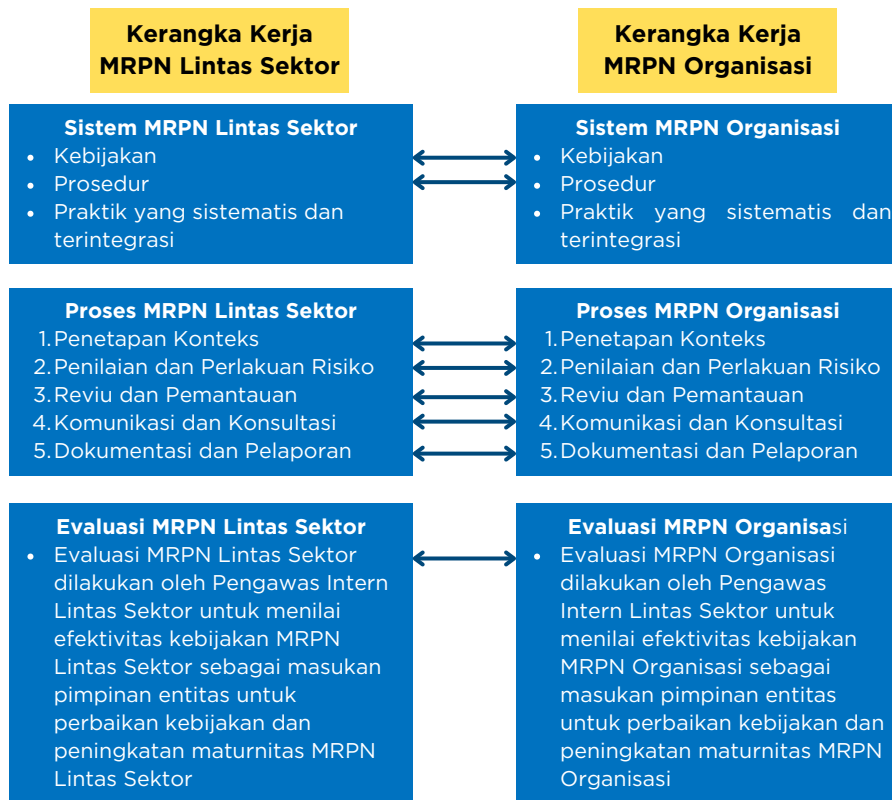 Kerangka Kerja
MRPN Lintas Sektor
Kerangka Kerja
MRPN Organisasi
Sistem MRPN Lintas Sektor
• Kebijakan
• Prosedur
• Praktik yang sistematis dan
terintegrasi
Sistem MRPN Organisasi
• Kebijakan
• Prosedur
• Praktik yang sistematis dan
terintegrasi
Proses MRPN Lintas Sektor
1. Penetapan Konteks
2. Penilaian dan Perlakuan Risiko
3. Reviu dan Pemantauan
4. Komunikasi dan Konsultasi
5. Dokumentasi dan Pelaporan
Proses MRPN Organisasi
1. Penetapan Konteks
2. Penilaian dan Perlakuan Risiko
3. Reviu dan Pemantauan
4. Komunikasi dan Konsultasi
5. Dokumentasi dan Pelaporan
Evaluasi MRPN Lintas Sektor
• Evaluasi MRPN Lintas Sektor
dilakukan oleh Pengawas Intern
Lintas Sektor untuk menilai
efektivitas kebijakan MRPN
Lintas Sektor sebagai masukan
pimpinan entitas untuk
perbaikan kebijakan dan
peningkatan maturnitas MRPN
Lintas Sektor
Evaluasi MRPN Organisasi
• Evaluasi MRPN Organisasi
dilakukan oleh Pengawas
Intern Lintas Sektor untuk
menilai efektivitas kebijakan
MRPN Organisasi sebagai
masukan pimpinan entitas
untuk perbaikan kebijakan dan
peningkatan maturnitas MRPN
Organisasi